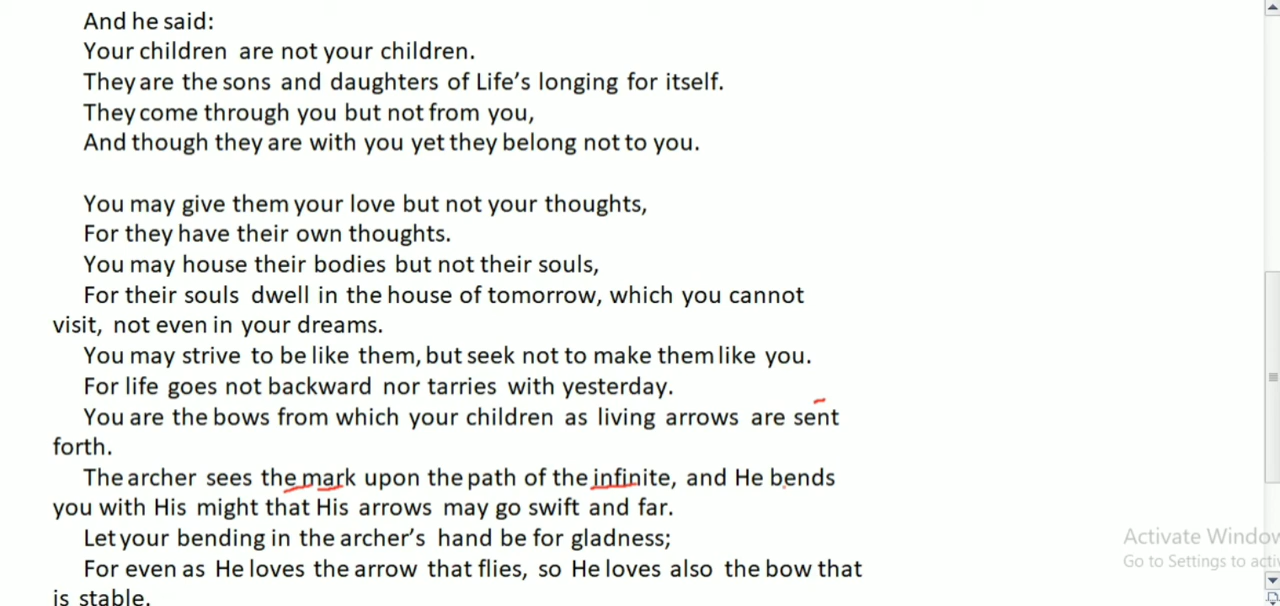 And he said:
Your children are not your children.
They are the sons and daughters of Life’s longing for itself.
They come through you but not from you,
And though they are with you yet they belong not to you.
You may give them your love but not your thoughts,
For they have their own thoughts.
You may house their bodies but not their souls,
For their souls dwell in the house of tomorrow, which you cannot
visit, not even in your dreams.
You may strive to be like them, but seek not to make them like you.
For life goes not backward nor tarries with yesterday.
You are the bows from which your children as living arrows are sent
forth.
The archer sees the mark upon the path of the infinite, and He bends
you with His might that His arrows may go swift and far.
Let your bending in the archer’s hand be for gladness;
For even as He loves the arrow that flies, so He loves also the bow that
is stable.
Activate Window
Go to Settings to acti